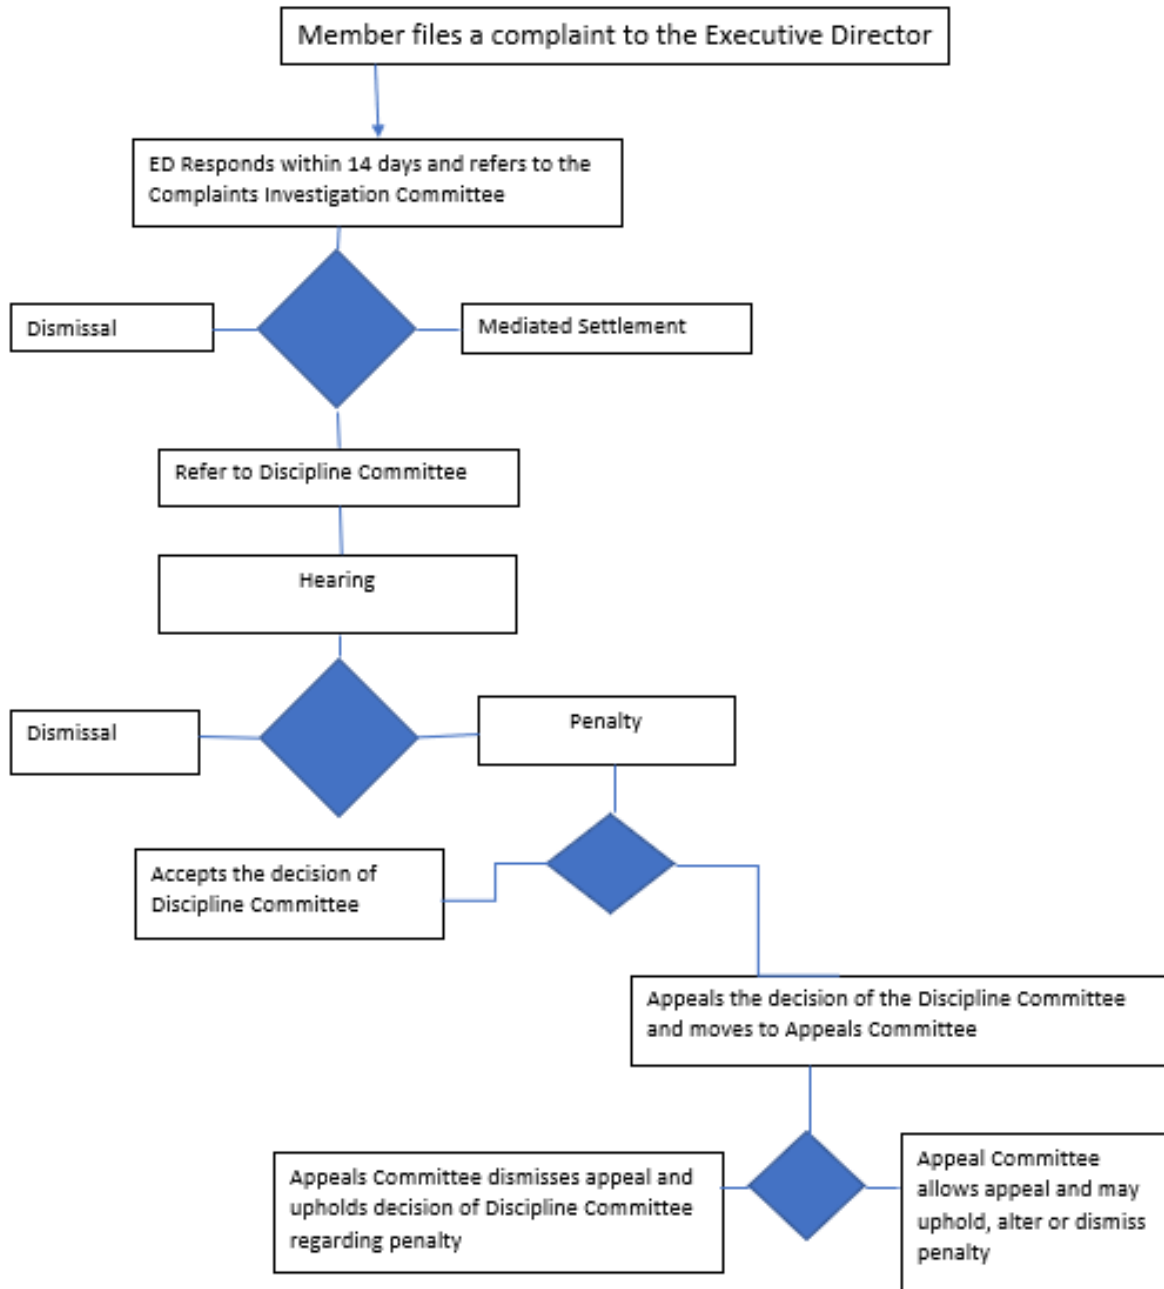 Member files a complaint to the Executive Director
ED Responds within 14 days and refers to the
Complaints Investigation Committee
Dismissal
Mediated Settlement
Refer to Discipline Committee
Hearing
Dismissal
Penalty
Accepts the decision of
Discipline Committee
Appeals the decision of the Discipline Committee
and moves to Appeals Committee
Appeals Committee dismisses appeal and
upholds decision of Discipline Committee
regarding penalty
Appeal Committee
allows appeal and may
uphold, alter or dismiss
penalty